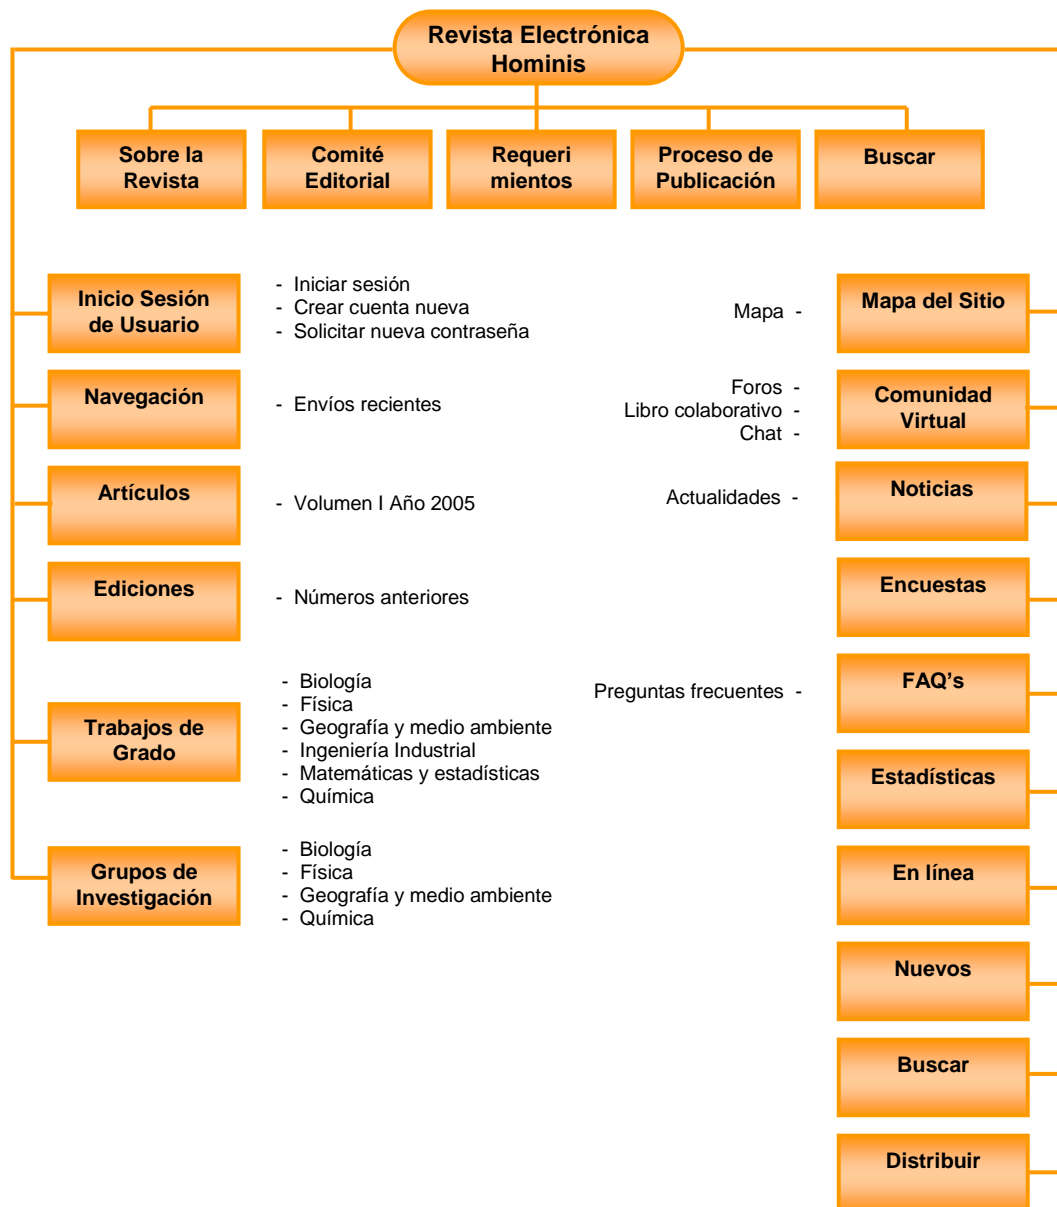 Revista Electrónica
Hominis
Sobre la
Revista
Comité
Editorial
Requeri
mientos
Proceso de
Publicación
Buscar
Inicio Sesión
de Usuario
- Iniciar sesión
- Crear cuenta nueva
- Solicitar nueva contraseña
Navegación
- Envíos recientes
Artículos
- Volumen I Año 2005
Ediciones
- Números anteriores
Trabajos de
Grado
- Biología
- Física
- Geografía y medio ambiente
- Ingeniería Industrial
- Matemáticas y estadísticas
- Química
Grupos de
Investigación
- Biología
- Física
- Geografía y medio ambiente
- Química
Mapa -
Mapa del Sitio
Foros -
Libro colaborativo -
Chat -
Comunidad
Virtual
Actualidades -
Noticias
Encuestas
Preguntas frecuentes -
FAQ's
Estadísticas
En línea
Nuevos
Buscar
Distribuir